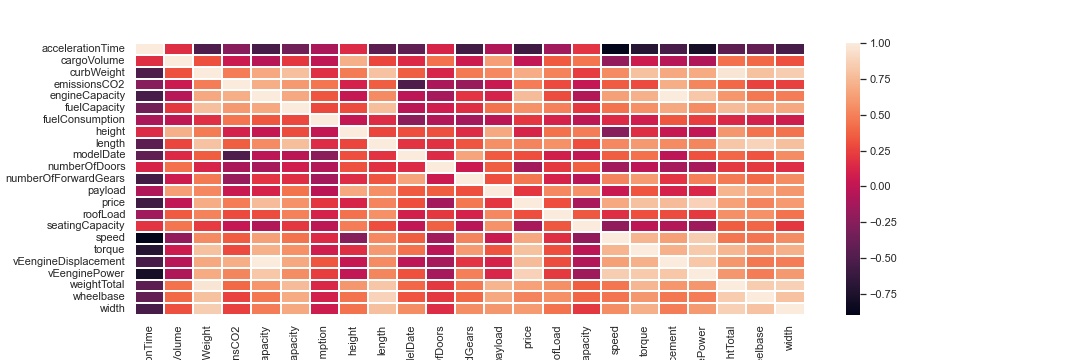 accelerationTime
cargoVolume
curbWeight
emissionsCO2
engineCapacity
fuelCapacity
fuelConsumption
height
length
modelDate
numberOfDoors
numberOfForwardGears
payload
price
roofLoad
seatingCapacity
speed
torque
vEengineDisplacement
vEenginePower
weightTotal
wheelbase
width
onTime
Volume
Weight
nsCO2
apacity
apacity
mption
height
length
elDate
fDoors
dGears
ayload
price
ofLoad
apacity
speed
torque
cement
ePower
htTotal
eelbase
width
1.00
0.75
0.50
0.25
0.00
−0.25
−0.50
−0.75